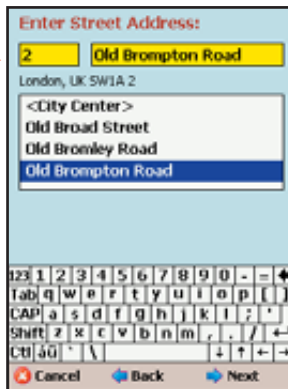 Enter Street Address:
2 Old Brompton Road
London, UK SW1A 2
<City Center>
Old Broad Street
Old Bromley Road
Old Brompton Road
123 1 2 3 4 5 6 7 8 9 0 - =
Tab q w e r t y u i o p [ ]
CAP a s d f g h j k l ; '
Shift z x c v b n m , . /
Ctl áü ` \
Cancel Back Next